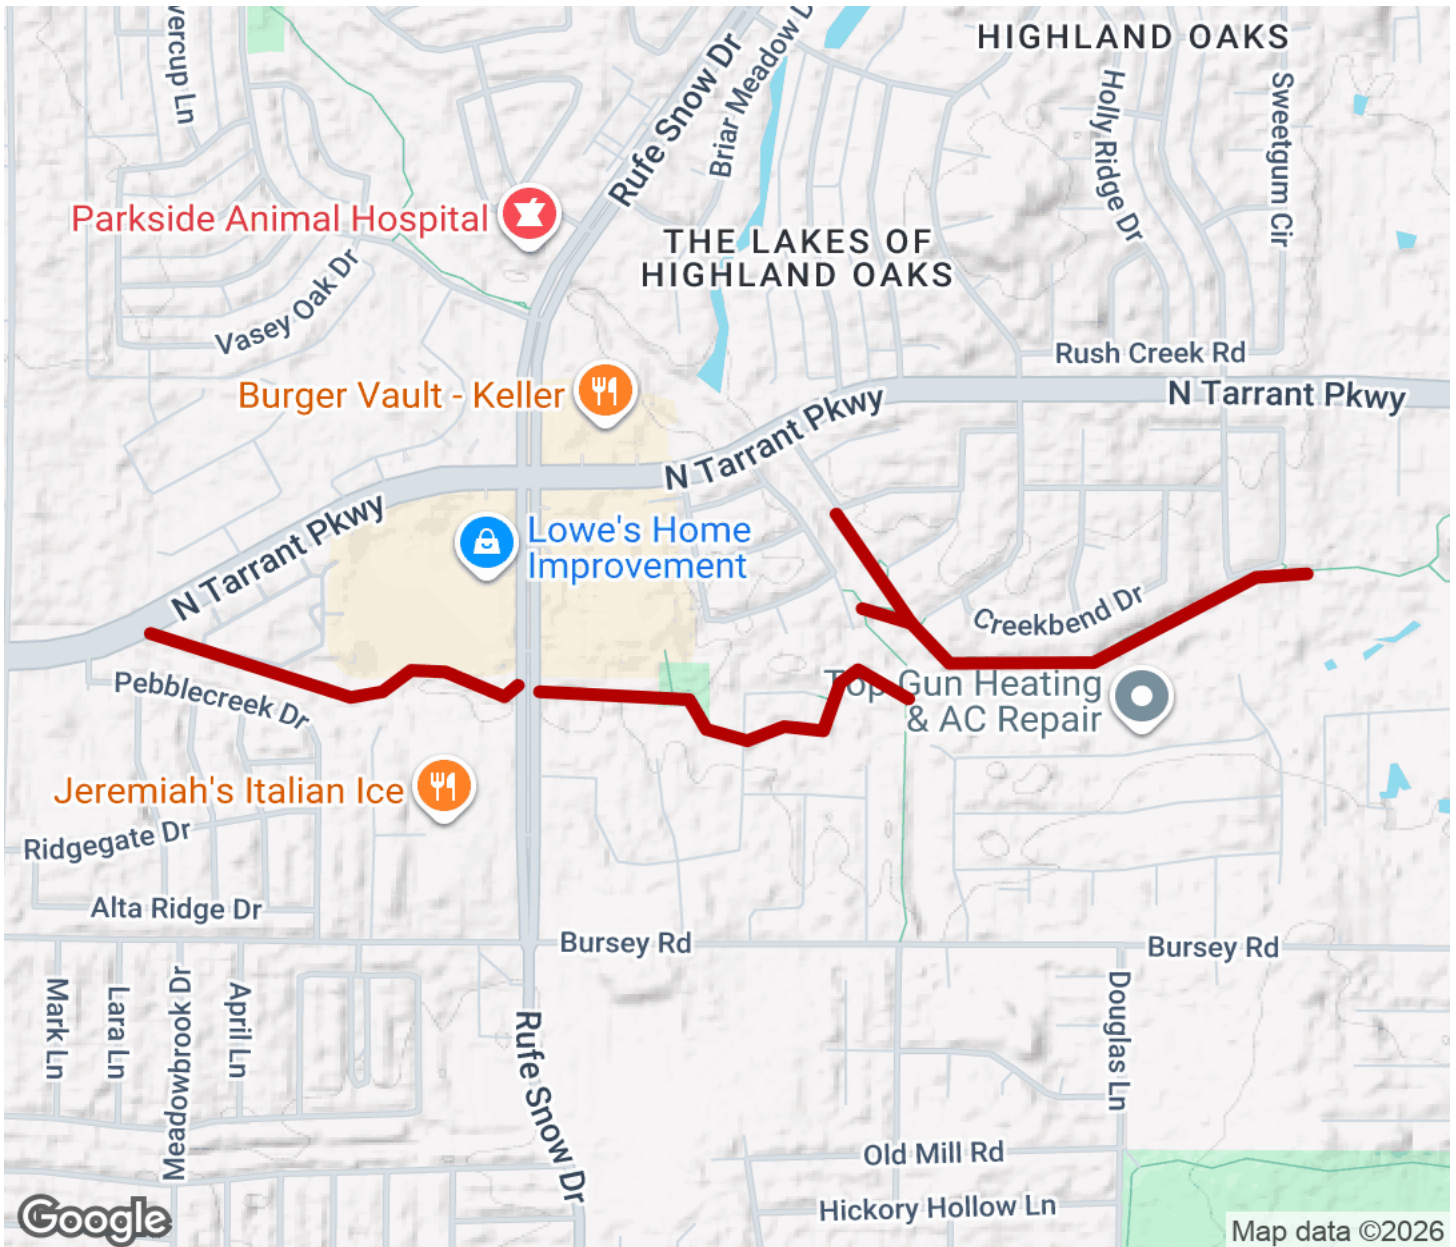 HIGHLAND OAKS
vercup Ln
Rufe Snow Dr
Briar Meadow D
Holly Ridge Dr
Sweetgum Cir
Parkside Animal Hospital
THE LAKES OF
HIGHLAND OAKS
Vasey Oak Dr
Rush Creek Rd
Burger Vault - Keller
N Tarrant Pkwy
N Tarrant Pkwy
N Tarrant Pkwy
Lowe's Home
Improvement
Creekbend Dr
Pebblecreek Dr
Top Gun Heating
& AC Repair
Jeremiah's Italian Ice
Ridgegate Dr
Alta Ridge Dr
Bursey Rd
Bursey Rd
Mark Ln
Lara Ln
Meadowbrook Dr
April Ln
Rufe Snow Dr
Douglas Ln
Old Mill Rd
Hickory Hollow Ln
Google
Map data ©2026